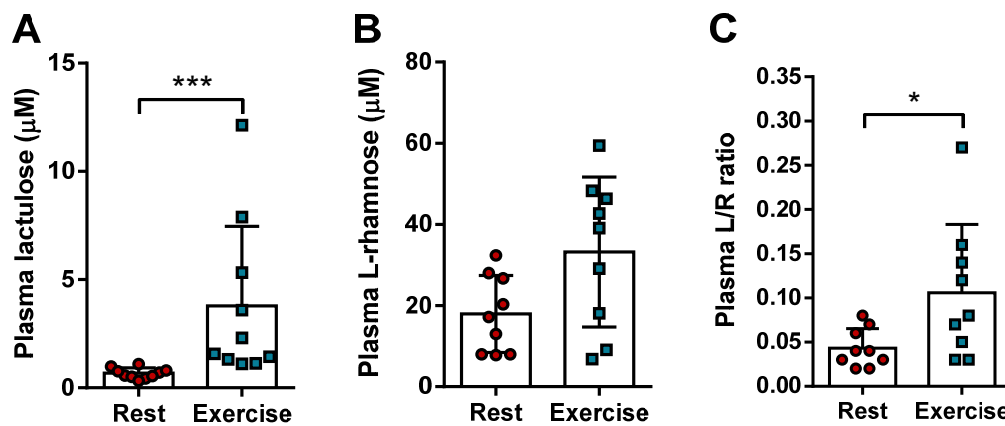 A
Plasma lactulose (μM)
15
10
5
0
***
Rest
Exercise
B
Plasma L-rhamnose (μM)
80
60
40
20
0
Rest
Exercise
C
Plasma L/R ratio
0.35
0.30
0.25
0.20
0.15
0.10
0.05
0.00
*
Rest
Exercise